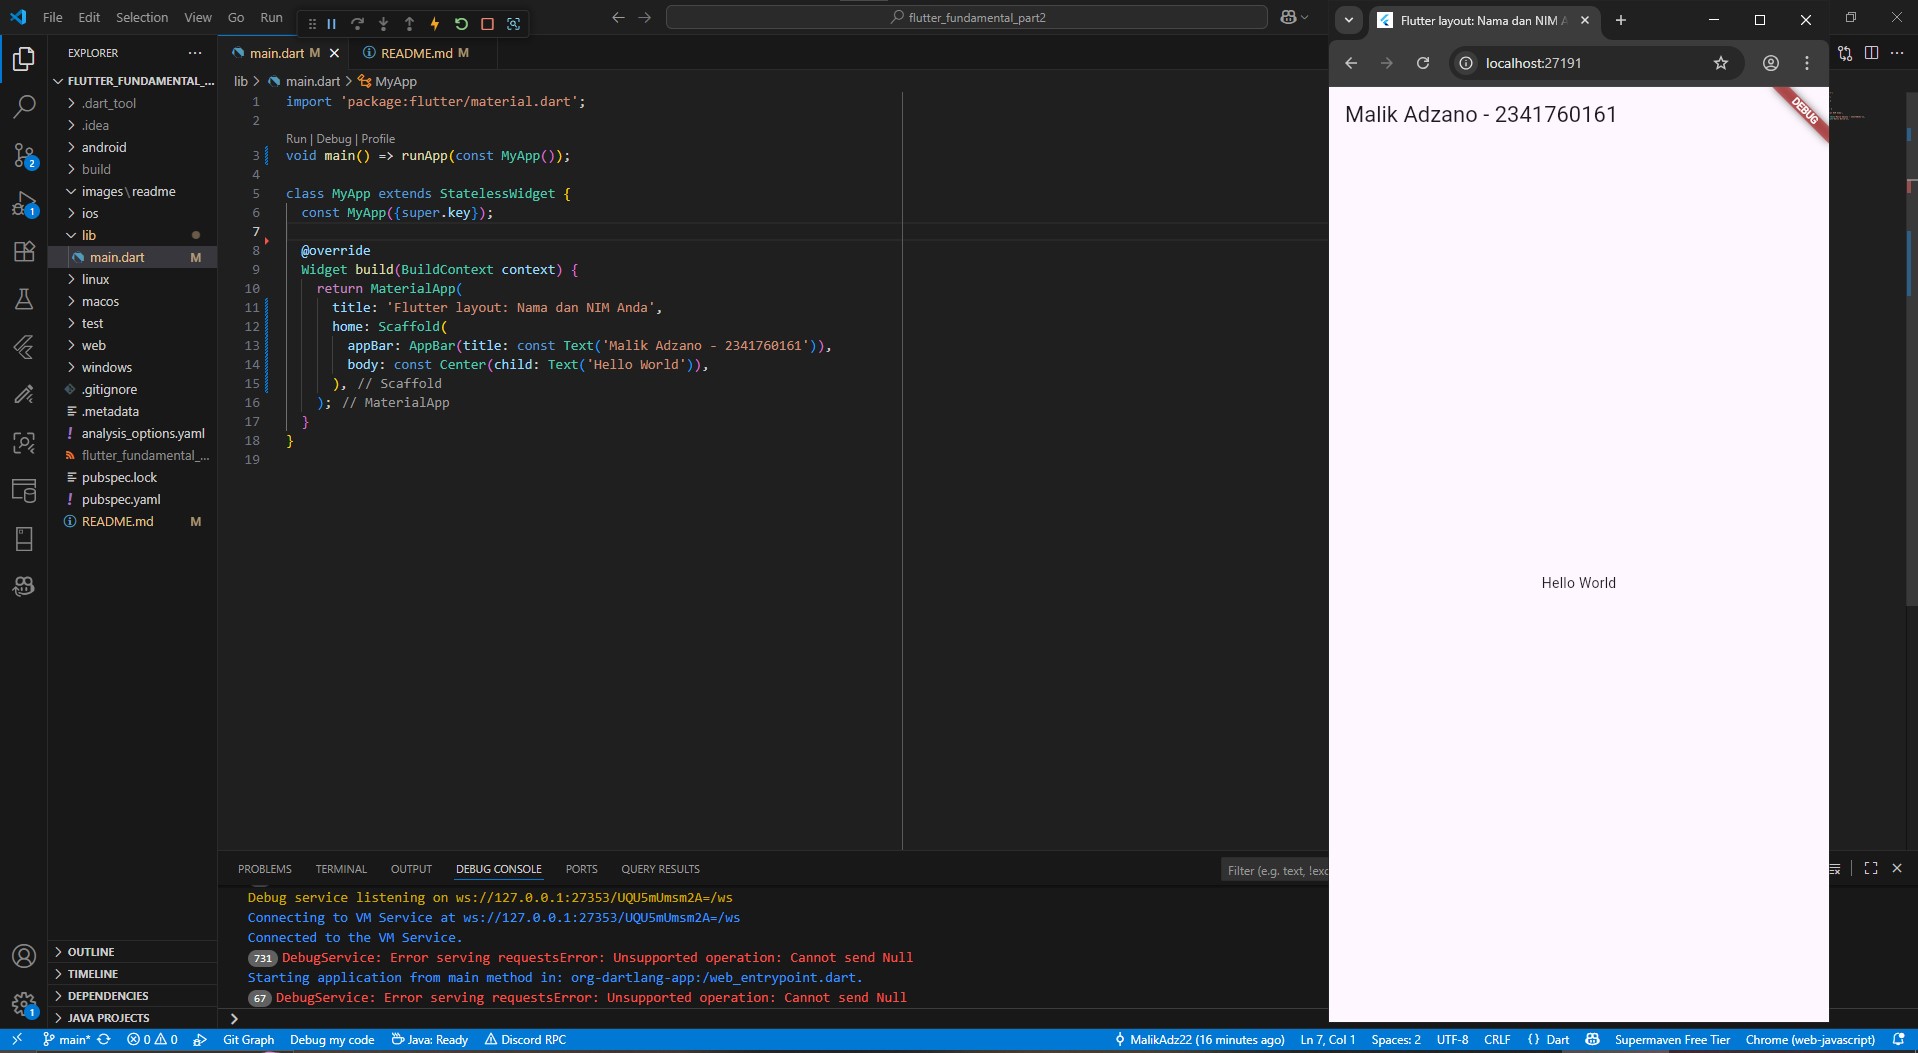 File Edit Selection View Go Run
flutter_fundamental_part2
Flutter layout: Nama dan NIM A
localhost:27191
EXPLORER
FLUTTER_FUNDAMENTAL_...
.dart_tool
.idea
android
build
images\readme
ios
lib
main.dart M
linux
macos
test
web
windows
.gitignore
.metadata
analysis_options.yaml
flutter_fundamental_...
pubspec.lock
pubspec.yaml
README.md M
OUTLINE
TIMELINE
DEPENDENCIES
JAVA PROJECTS
2
1
1
main.dart M README.md M
lib > main.dart > MyApp
1 import 'package:flutter/material.dart';
2
Run | Debug | Profile
3 void main() => runApp(const MyApp());
4
5 class MyApp extends StatelessWidget {
6 const MyApp({super.key});
7
8 @override
9 Widget build(BuildContext context) {
10 return MaterialApp(
11 title: 'Flutter layout: Nama dan NIM Anda',
12 home: Scaffold(
13 appBar: AppBar(title: const Text('Malik Adzano - 2341760161')),
14 body: const Center(child: Text('Hello World')),
15 ), // Scaffold
16 ); // MaterialApp
17 }
18 }
19
Malik Adzano - 2341760161
DEBUG
Hello World
PROBLEMS TERMINAL OUTPUT DEBUG CONSOLE PORTS QUERY RESULTS
Filter (e.g. text, !exc
Debug service listening on ws://127.0.0.1:27353/UQU5mUmsm2A=/ws
Connecting to VM Service at ws://127.0.0.1:27353/UQU5mUmsm2A=/ws
Connected to the VM Service.
731 DebugService: Error serving requestsError: Unsupported operation: Cannot send Null
Starting application from main method in: org-dartlang-app:/web_entrypoint.dart.
67 DebugService: Error serving requestsError: Unsupported operation: Cannot send Null
main* 0 0 Git Graph Debug my code Java: Ready Discord RPC MalikAdz22 (16 minutes ago) Ln 7, Col 1 Spaces: 2 UTF-8 CRLF {} Dart Supermaven Free Tier Chrome (web-javascript)